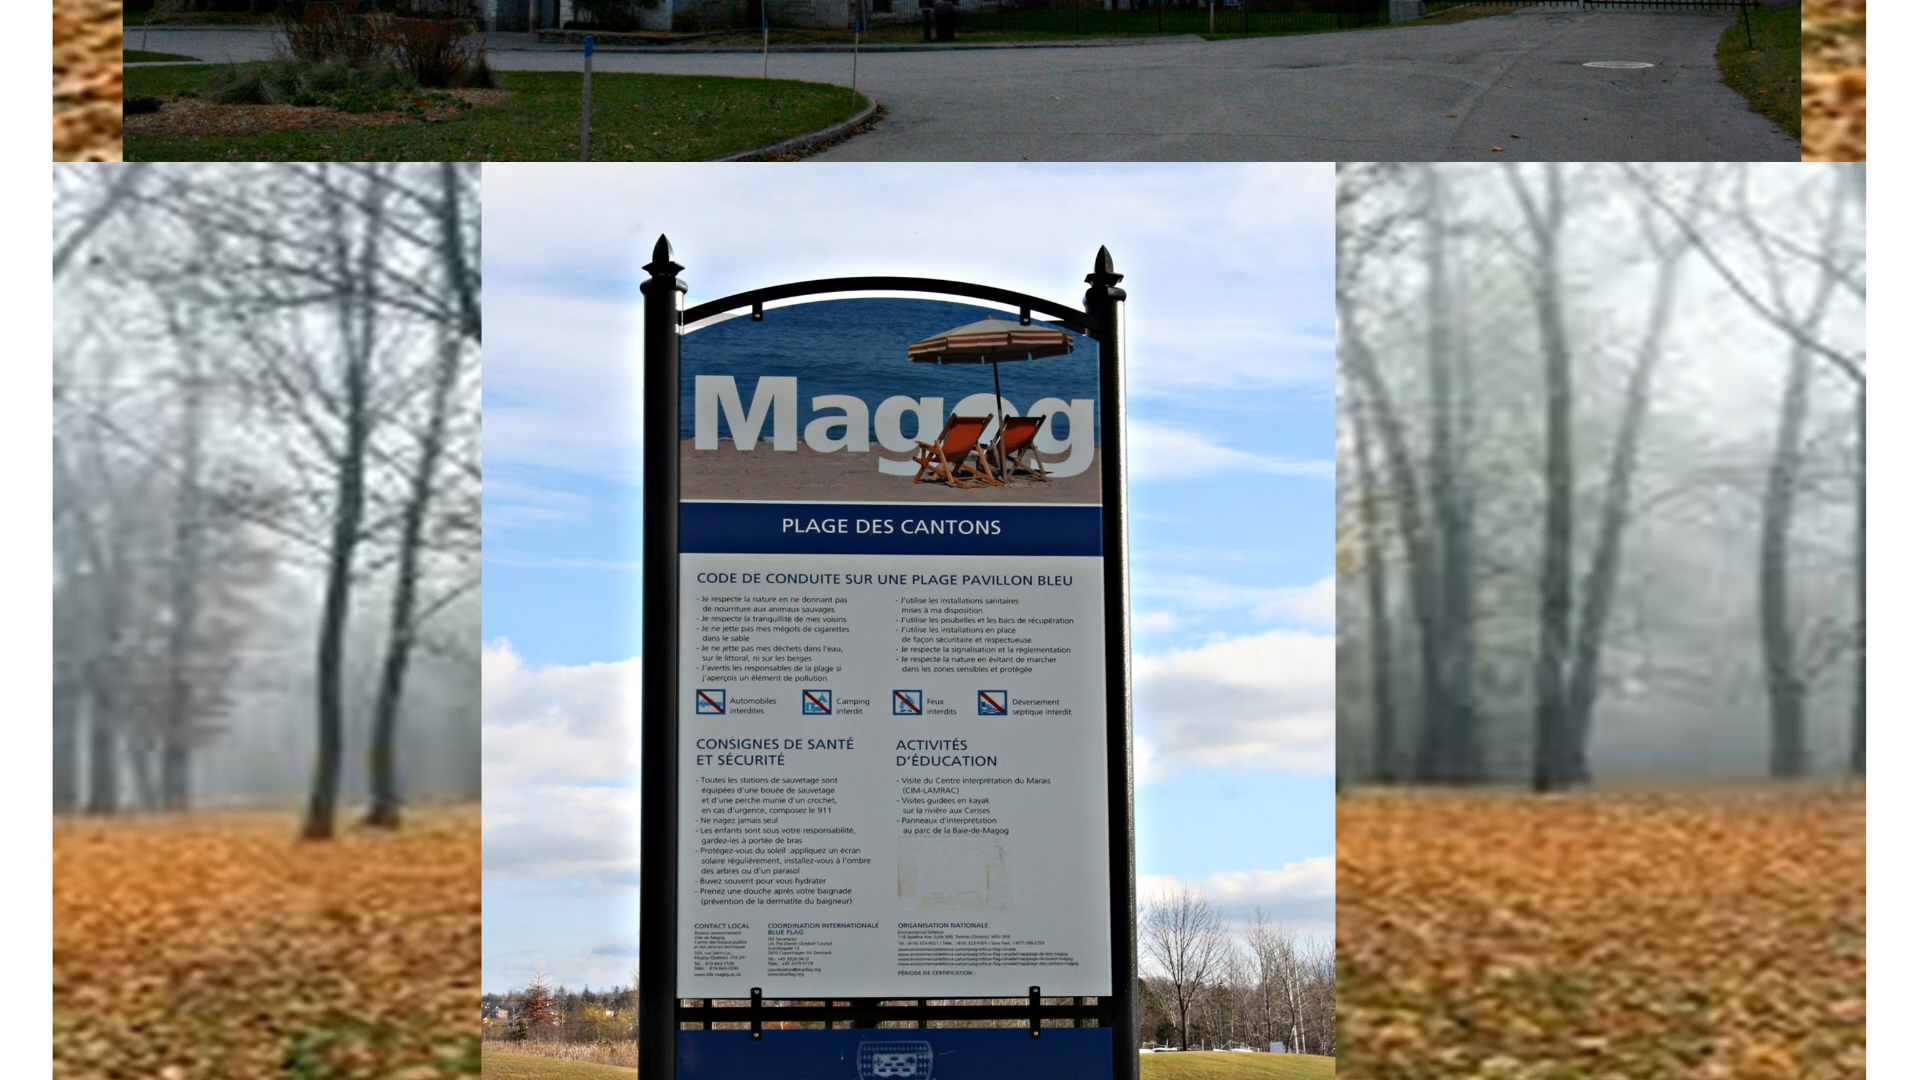 Magog
PLAGE DES CANTONS
CODE DE CONDUITE SUR UNE PLAGE PAVILLON BLEU
- Je respecte la nature en ne donnant pas
de nourriture aux animaux sauvages
- Je respecte la tranquillité de mes voisins
- Je ne jette pas mes mégots de cigarettes
dans le sable
- Je ne jette pas mes déchets dans l'eau,
sur le littoral, ni sur les berges
- J'avertis les responsables de la plage si
j'aperçois un élément de pollution
- J'utilise les installations sanitaires
mises à ma disposition
- J'utilise les poubelles et les bacs de récupération
- J'utilise les installations en place
de façon sécuritaire et respectueuse
- Je respecte la signalisation et la réglementation
- Je respecte la nature en évitant de marcher
dans les zones sensibles et protégée
Automobiles
interdites
Camping
interdit
Feux
interdits
Déversement
septique interdit
CONSIGNES DE SANTÉ
ET SÉCURITÉ
- Toutes les stations de sauvetage sont
équipées d'une bouée de sauvetage
et d'une perche munie d'un crochet,
en cas d'urgence, composez le 911
- Ne nagez jamais seul
- Les enfants sont sous votre responsabilité,
gardez-les à portée de bras
- Protégez-vous du soleil: appliquez un écran
solaire régulièrement, installez-vous à l'ombre
des arbres ou d'un parasol
- Buvez souvent pour vous hydrater
- Prenez une douche après votre baignade
(prévention de la dermatite du baigneur)
ACTIVITÉS
D'ÉDUCATION
- Visite du Centre interprétation du Marais
(CIM-LAMRAC)
- Visites guidées en kayak
sur la rivière aux Cerises
- Panneaux d'interprétation
au parc de la Baie-de-Magog
CONTACT LOCAL
Ville de Magog
COORDINATION INTERNATIONALE
BLUE FLAG
coordination@blueflag.org
www.blueflag.org
ORGANISATION NATIONALE
Environmental Defence
PÉRIODE DE CERTIFICATION :